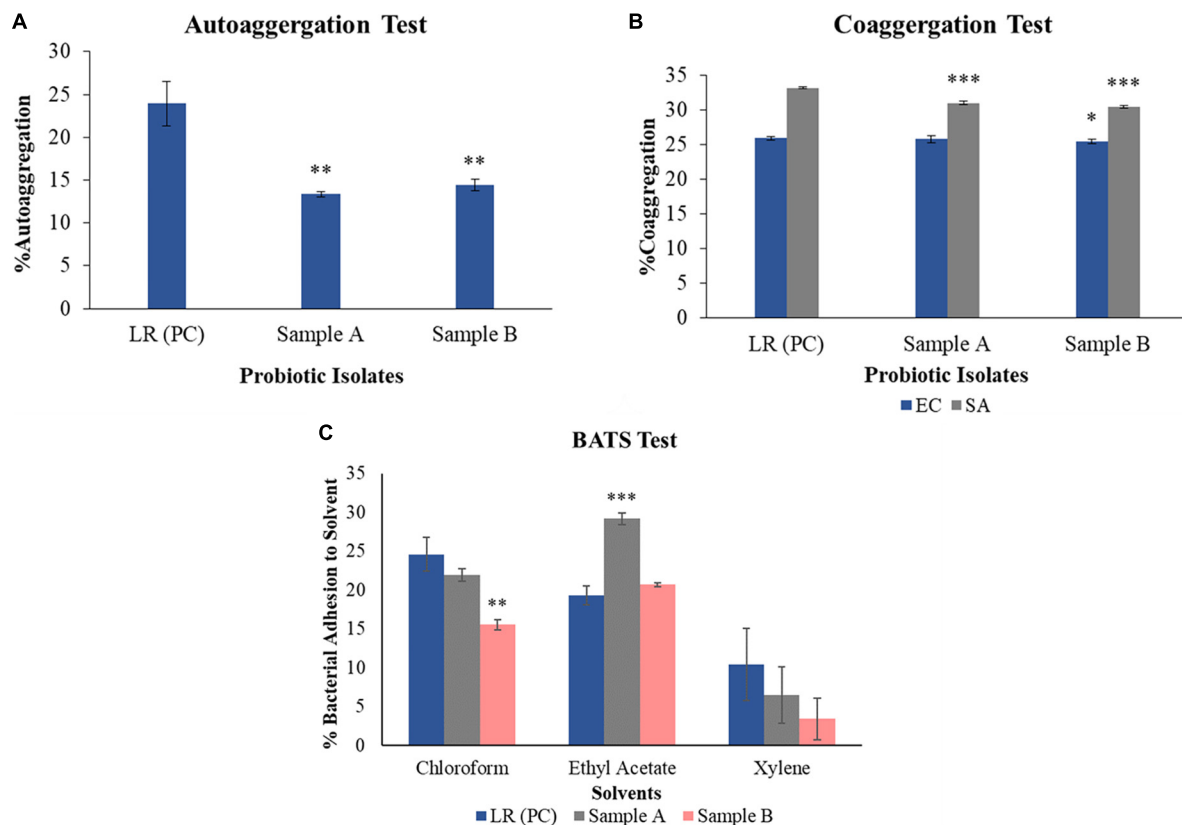 A
Autoaggergation Test
30
25
20
15
10
5
0
%Autoaggregation
**
**
LR (PC) Sample A Sample B
Probiotic Isolates
B
Coaggergation Test
40
35
30
25
20
15
10
5
0
%Coaggregation
***
*
***
LR (PC) Sample A Sample B
Probiotic Isolates
EC SA
C
BATS Test
35
30
25
20
15
10
5
0
% Bacterial Adhesion to Solvent
**
***
Chloroform Ethyl Acetate Xylene
Solvents
LR (PC) Sample A Sample B